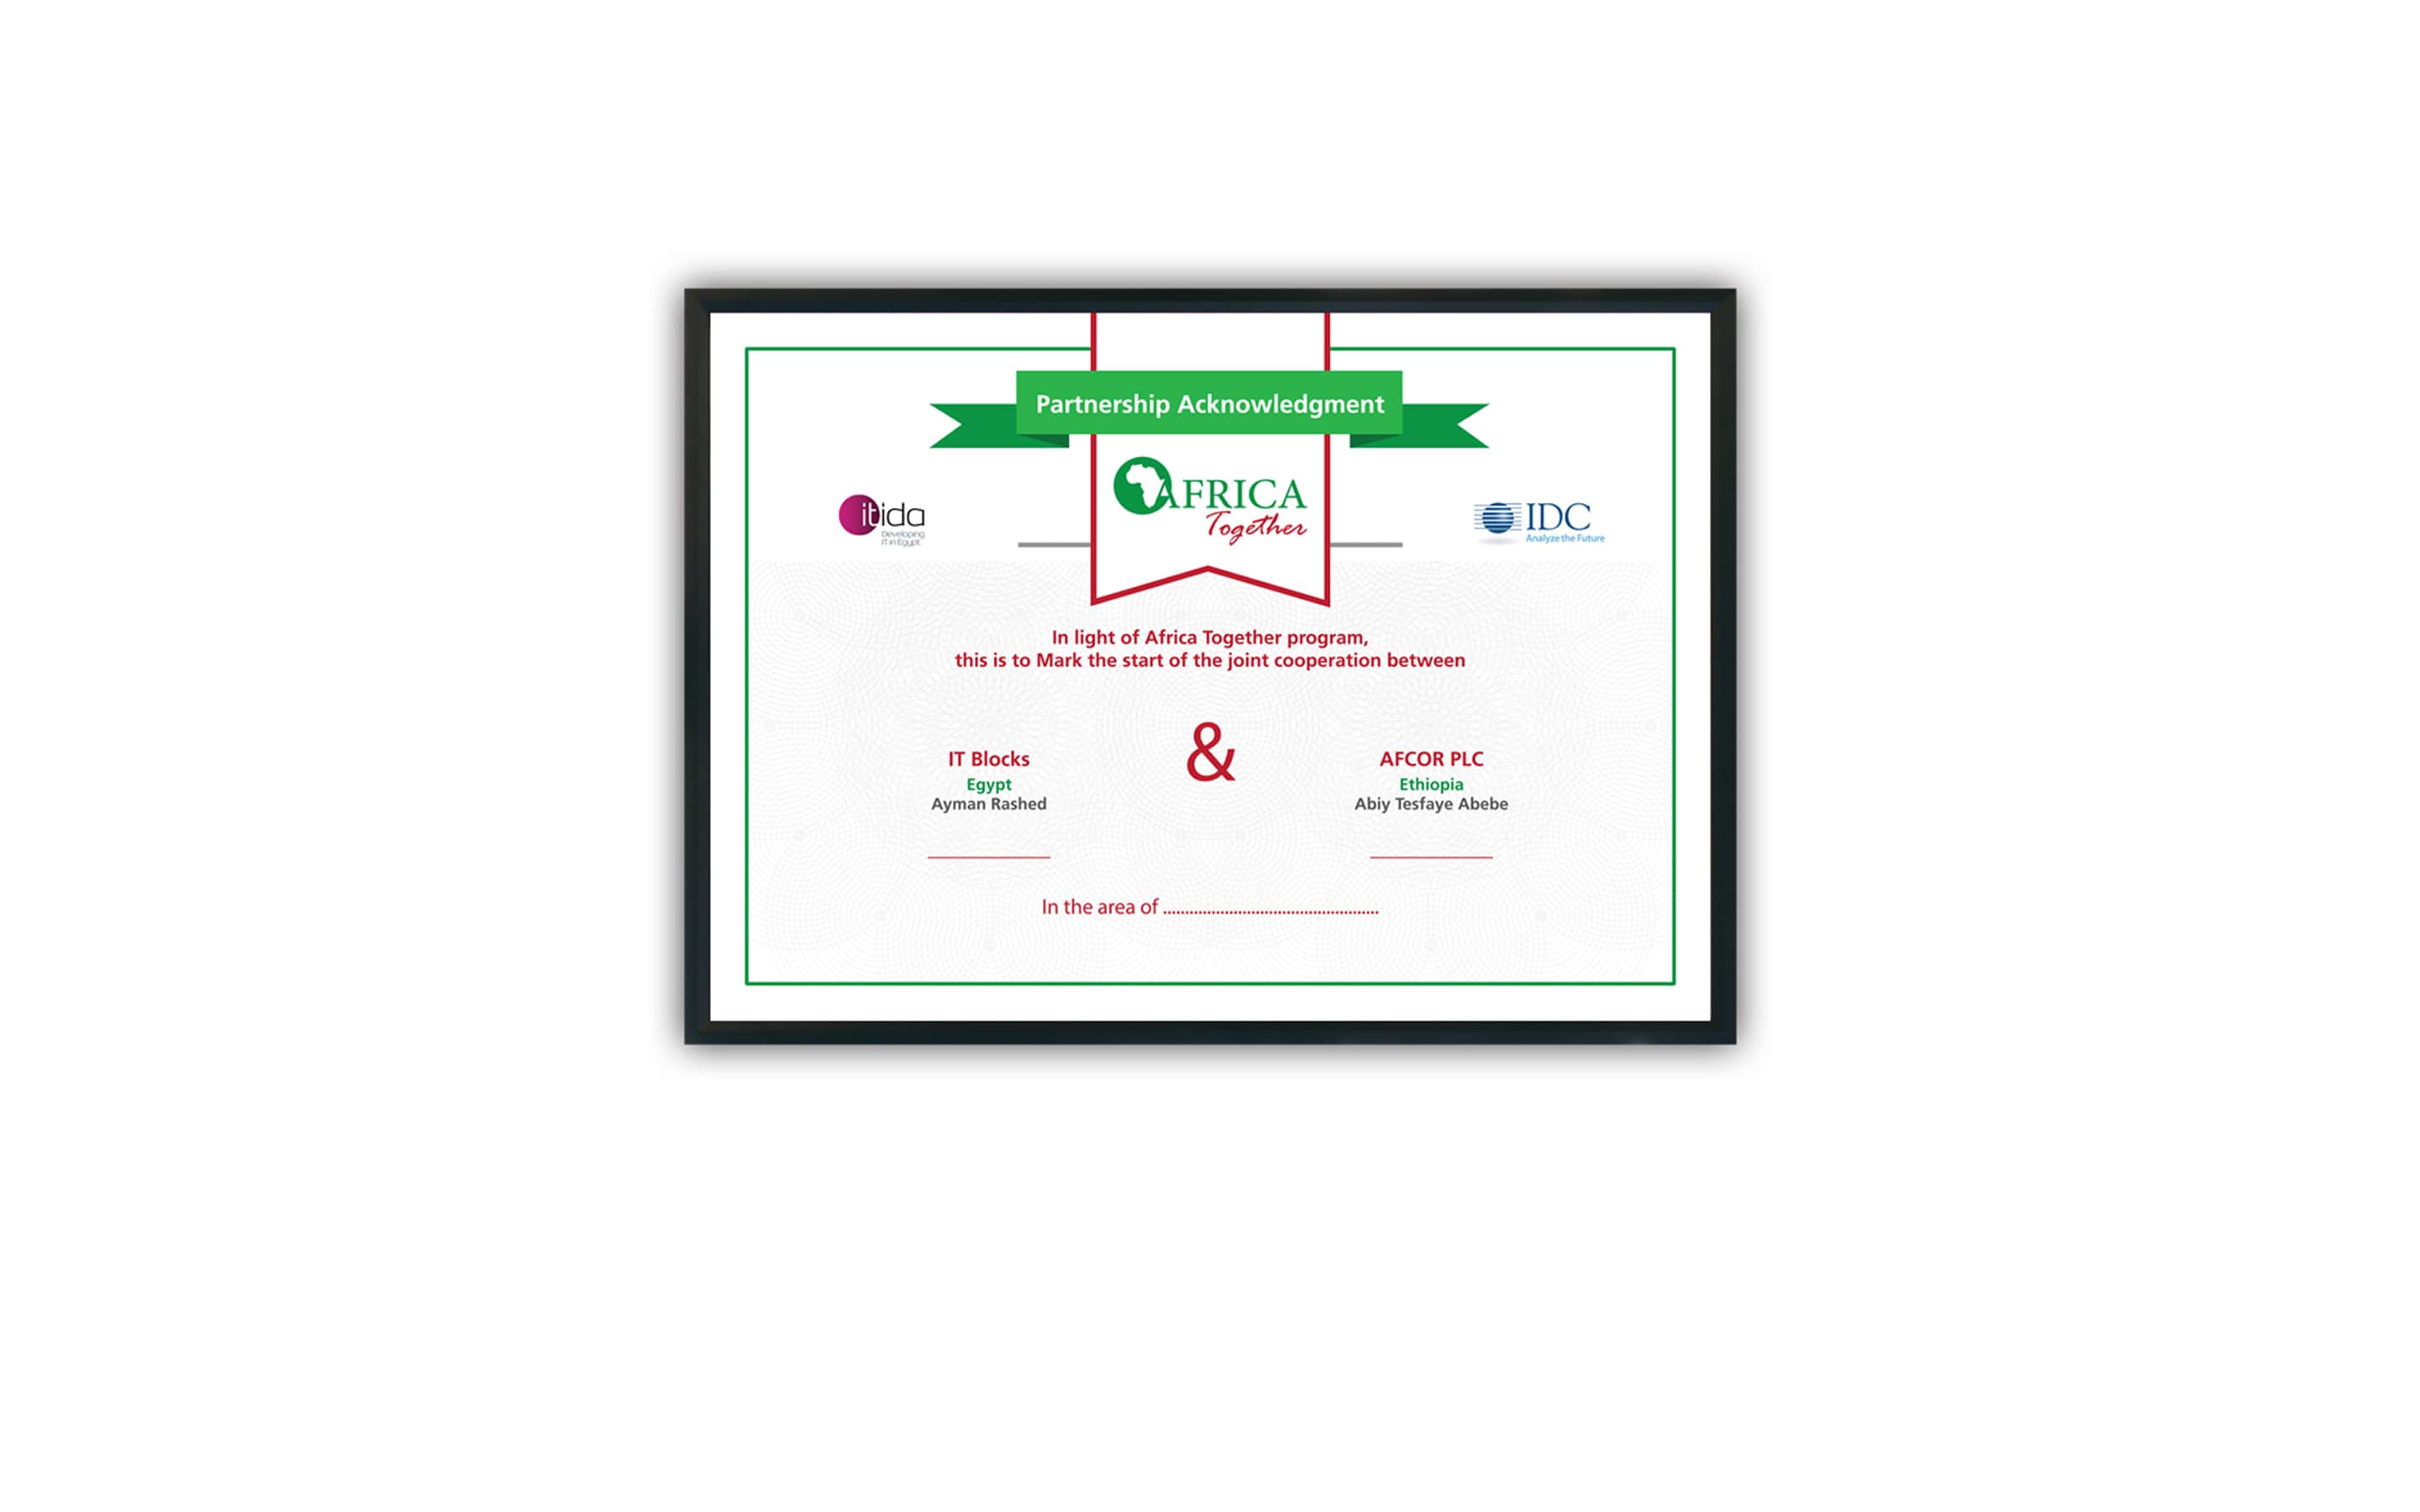 Partnership Acknowledgment
AFRICA
Together
itida
Developing
IT in Egypt
IDC
Analyze the Future
In light of Africa Together program,
this is to Mark the start of the joint cooperation between
&
IT Blocks
Egypt
Ayman Rashed
AFCOR PLC
Ethiopia
Abiy Tesfaye Abebe
In the area of ................................................